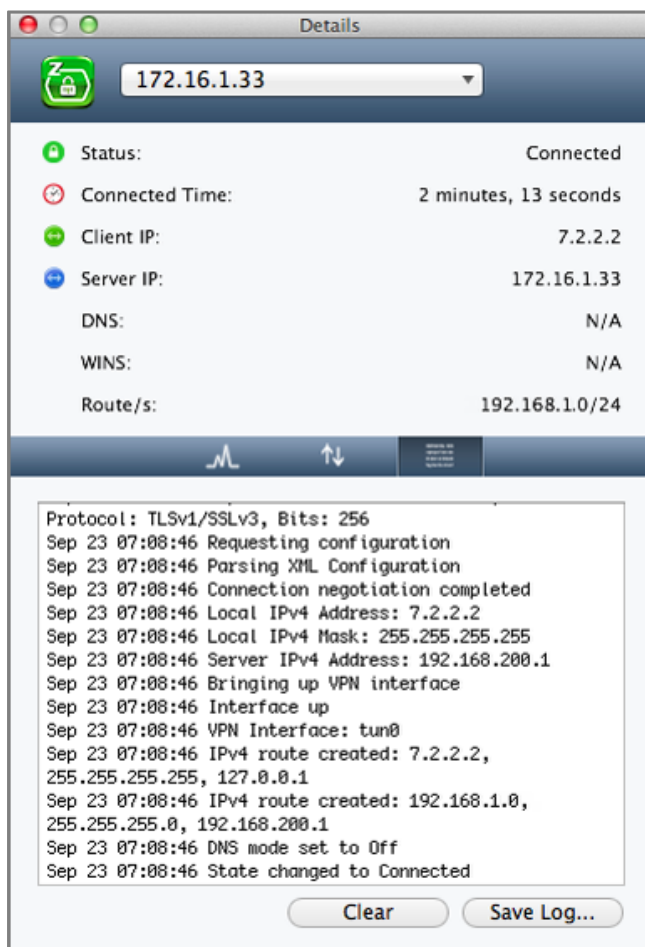 Details
172.16.1.33
Status: Connected
Connected Time: 2 minutes, 13 seconds
Client IP: 7.2.2.2
Server IP: 172.16.1.33
DNS: N/A
WINS: N/A
Route/s: 192.168.1.0/24
Protocol: TLSv1/SSLv3, Bits: 256
Sep 23 07:08:46 Requesting configuration
Sep 23 07:08:46 Parsing XML Configuration
Sep 23 07:08:46 Connection negotiation completed
Sep 23 07:08:46 Local IPv4 Address: 7.2.2.2
Sep 23 07:08:46 Local IPv4 Mask: 255.255.255.255
Sep 23 07:08:46 Server IPv4 Address: 192.168.200.1
Sep 23 07:08:46 Bringing up VPN interface
Sep 23 07:08:46 Interface up
Sep 23 07:08:46 VPN Interface: tun0
Sep 23 07:08:46 IPv4 route created: 7.2.2.2,
255.255.255.255, 127.0.0.1
Sep 23 07:08:46 IPv4 route created: 192.168.1.0,
255.255.255.0, 192.168.200.1
Sep 23 07:08:46 DNS mode set to Off
Sep 23 07:08:46 State changed to Connected
Clear Save Log...